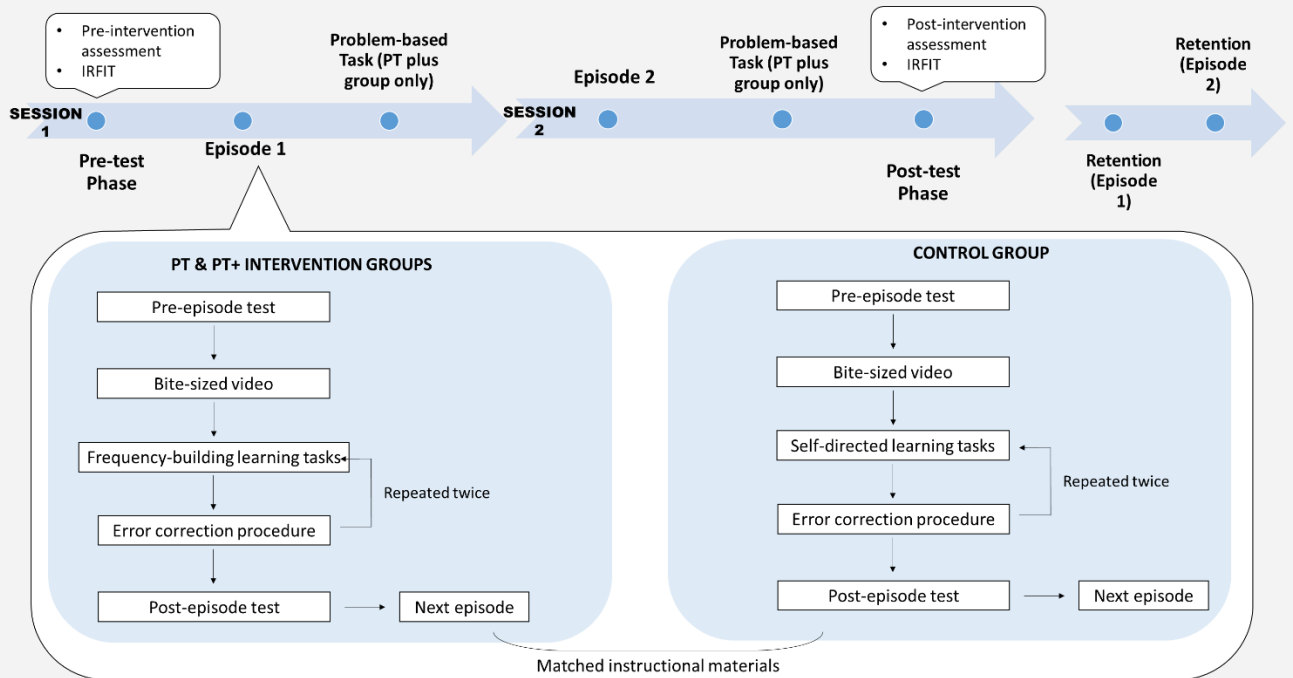 • Pre-intervention
assessment
• IRFIT
Problem-based
Task (PT plus
group only)
SESSION
1
Pre-test
Phase
Episode 1
Episode 2
Problem-based
Task (PT plus
group only)
• Post-intervention
assessment
• IRFIT
SESSION
2
Post-test
Phase
Retention
(Episode
2)
Retention
(Episode
1)
PT & PT+ INTERVENTION GROUPS
Pre-episode test
Bite-sized video
Frequency-building learning tasks
Repeated twice
Error correction procedure
Post-episode test
Next episode
CONTROL GROUP
Pre-episode test
Bite-sized video
Self-directed learning tasks
Repeated twice
Error correction procedure
Post-episode test
Next episode
Matched instructional materials